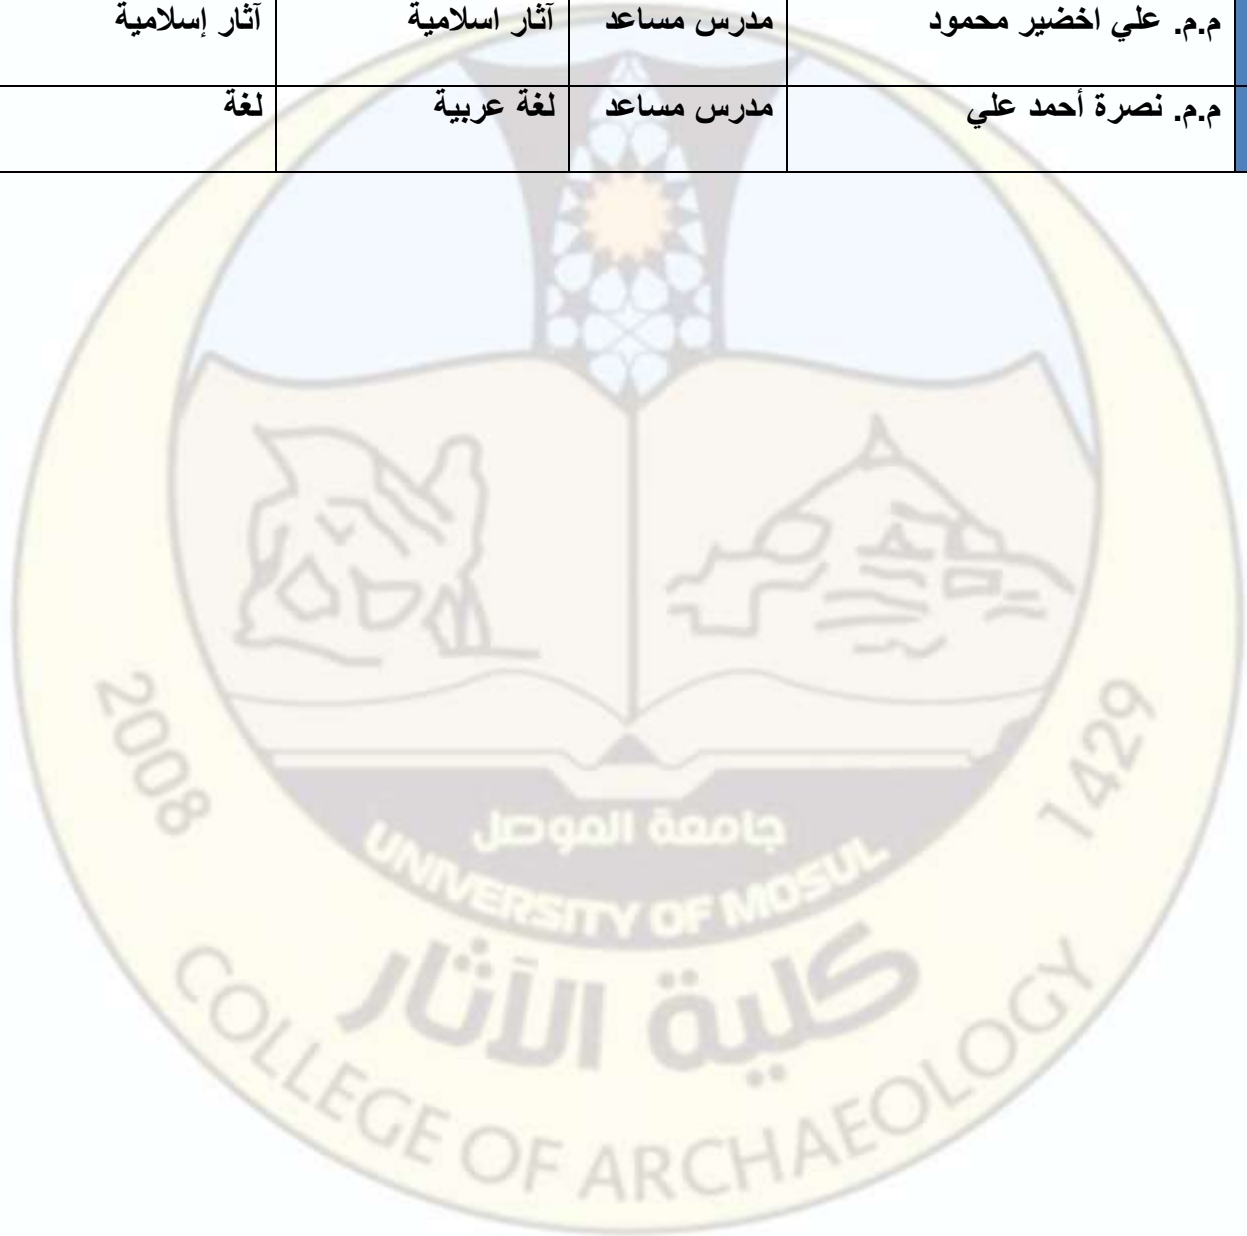 م.م. علي اخضير محمود مدرس مساعد آثار اسلامية آثار إسلامية
م.م. نصرة أحمد علي مدرس مساعد لغة عربية لغة
2008
1429
جامعة الموصل
UNIVERSITY OF MOSUL
كلية الآثار
COLLEGE OF ARCHAEOLOGY